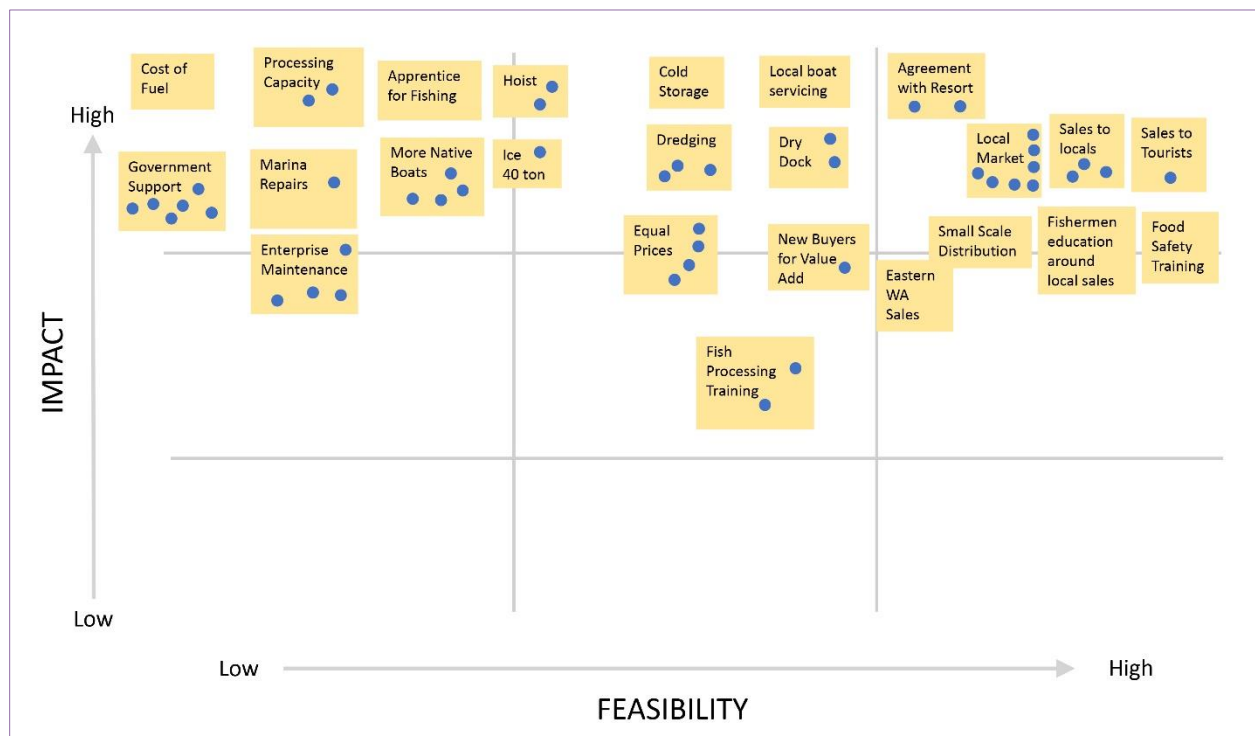 Cost of
Fuel
Processing
Capacity
Apprentice
for Fishing
Hoist
Cold
Storage
Local boat
servicing
Agreement
with Resort
High
Government
Support
Marina
Repairs
More Native
Boats
Ice
40 ton
Dredging
Dry
Dock
Local
Market
Sales to
locals
Sales to
Tourists
Enterprise
Maintenance
Equal
Prices
New Buyers
for Value
Add
Small Scale
Distribution
Eastern
WA
Sales
Fishermen
education
around
local sales
Food
Safety
Training
IMPACT
Fish
Processing
Training
Low
Low
High
FEASIBILITY